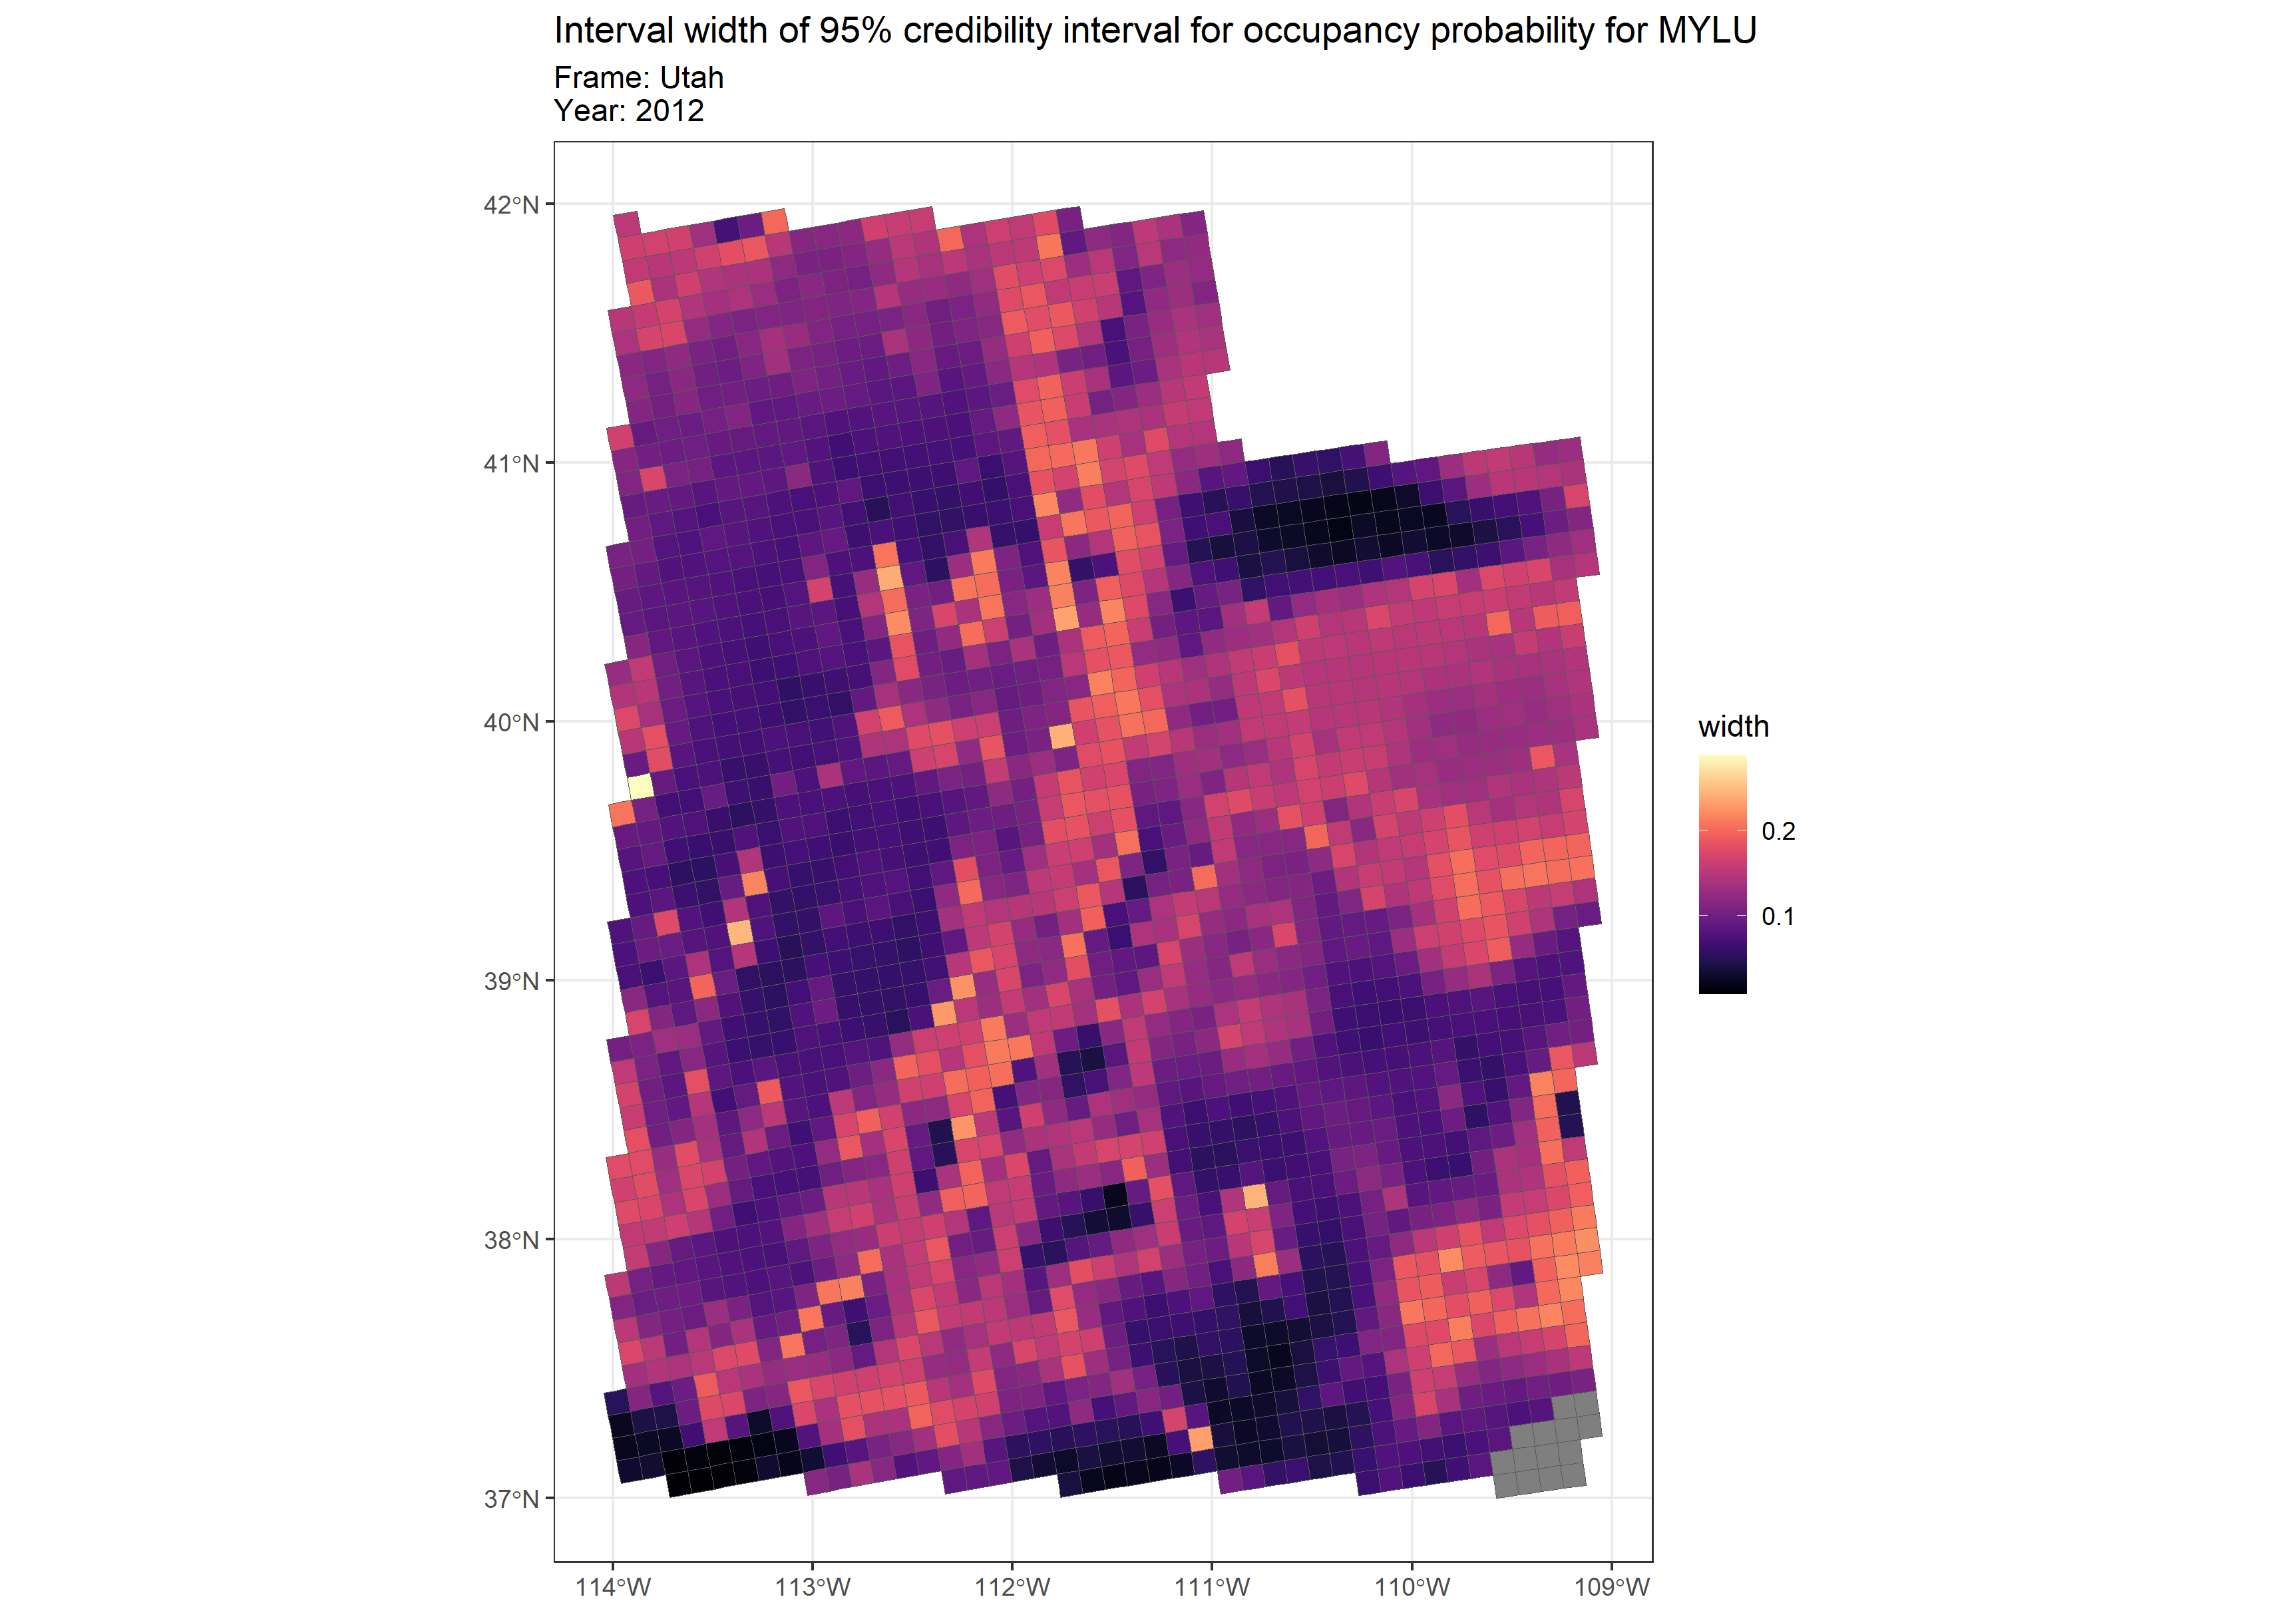 Interval width of 95% credibility interval for occupancy probability for MYLU
Frame: Utah
Year: 2012
42°N
41°N
40°N
39°N
38°N
37°N
114°W
113°W
112°W
111°W
110°W
109°W
width
0.2
0.1